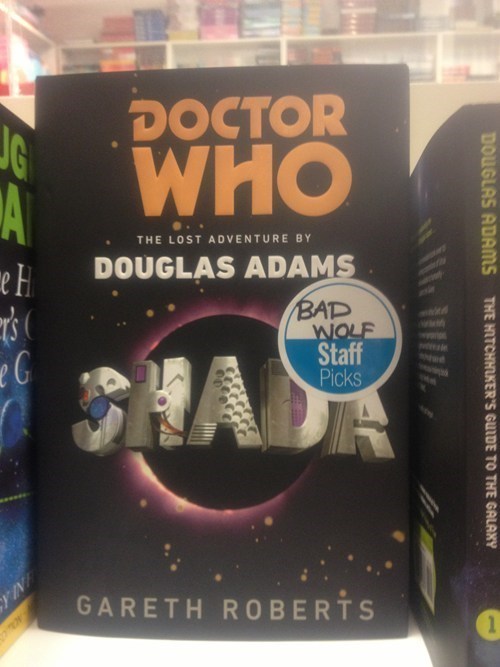 DOCTOR
WHO
THE LOST ADVENTURE BY
DOUGLAS ADAMS
BAD
WOLF
Staff
Picks
SHADA
GARETH ROBERTS
DOUGLAS ADAMS THE HITCHHIKER'S GUIDE TO THE GALAXY
1